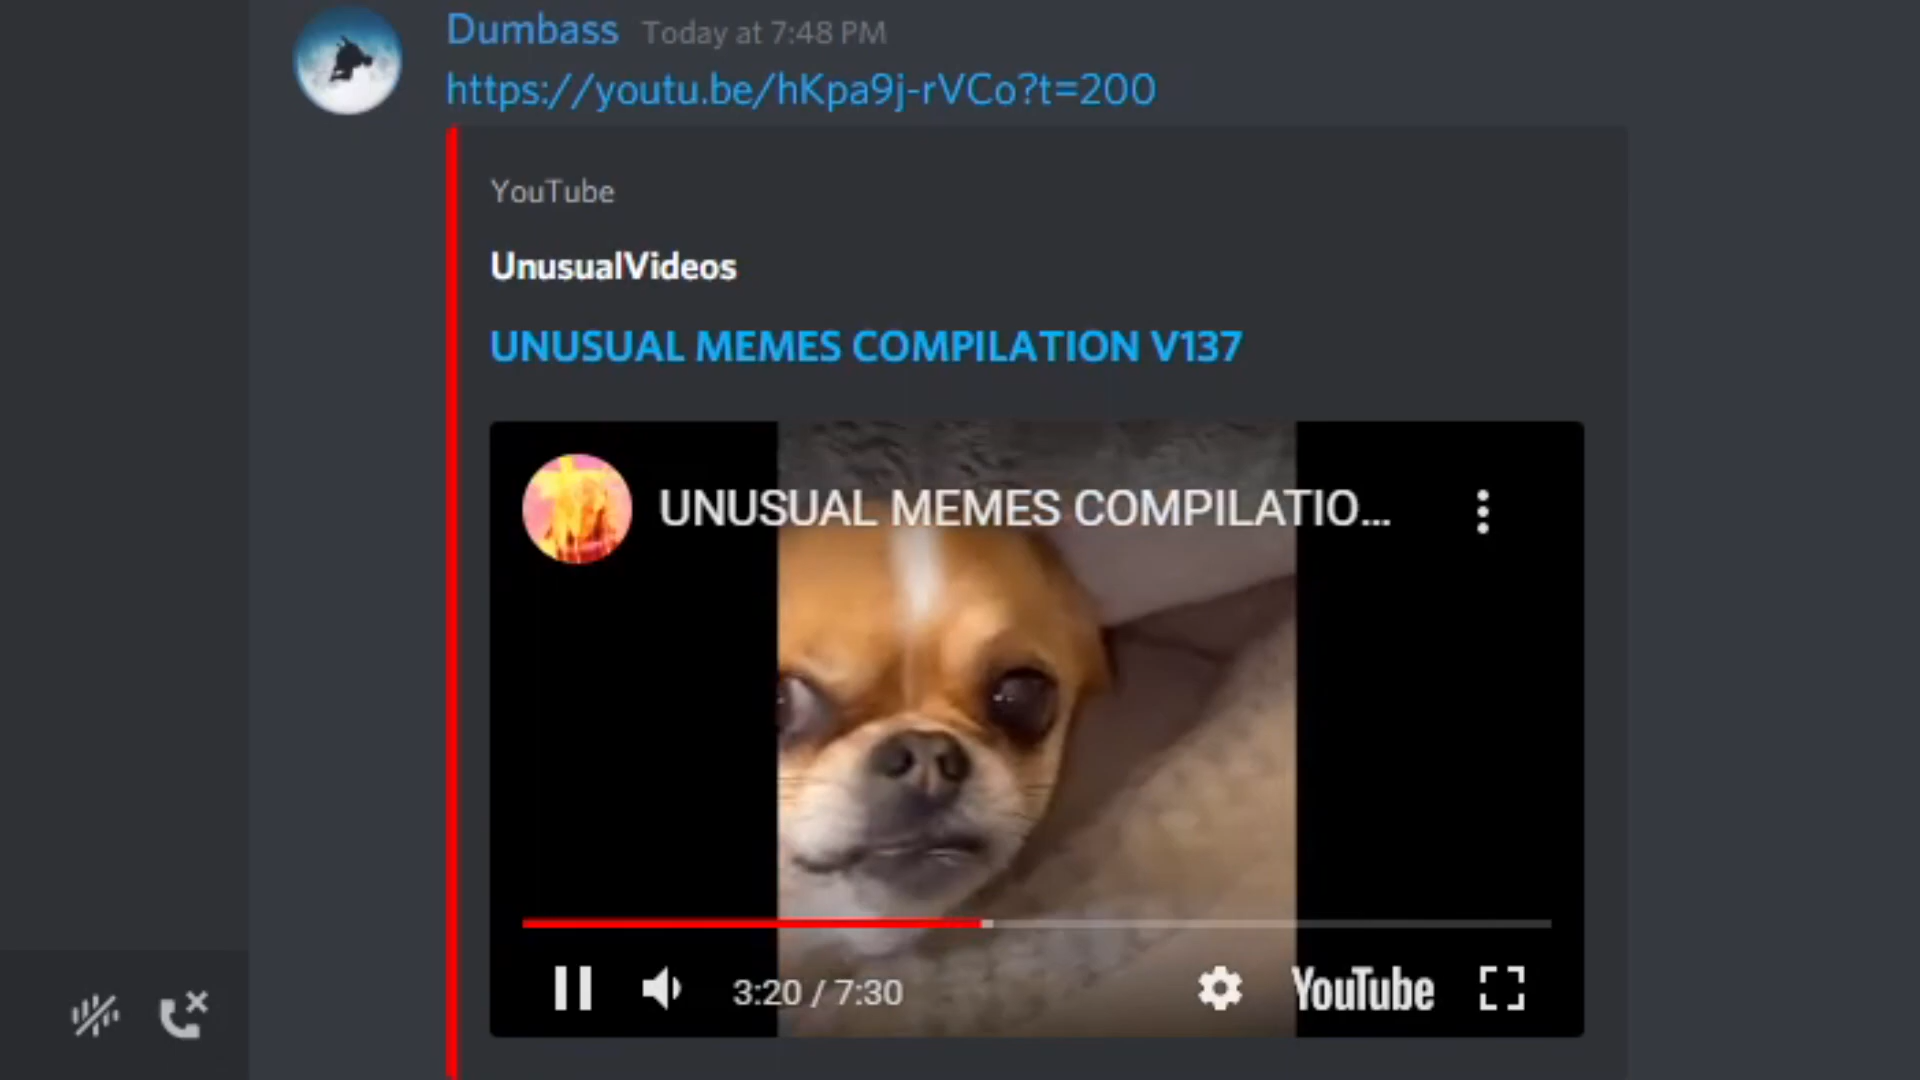 Dumbass Today at 7:48 PM
https://youtu.be/hKpa9j-rVCo?t=200
YouTube
UnusualVideos
UNUSUAL MEMES COMPILATION V137
UNUSUAL MEMES COMPILATIO...
3:20 / 7:30
YouTube